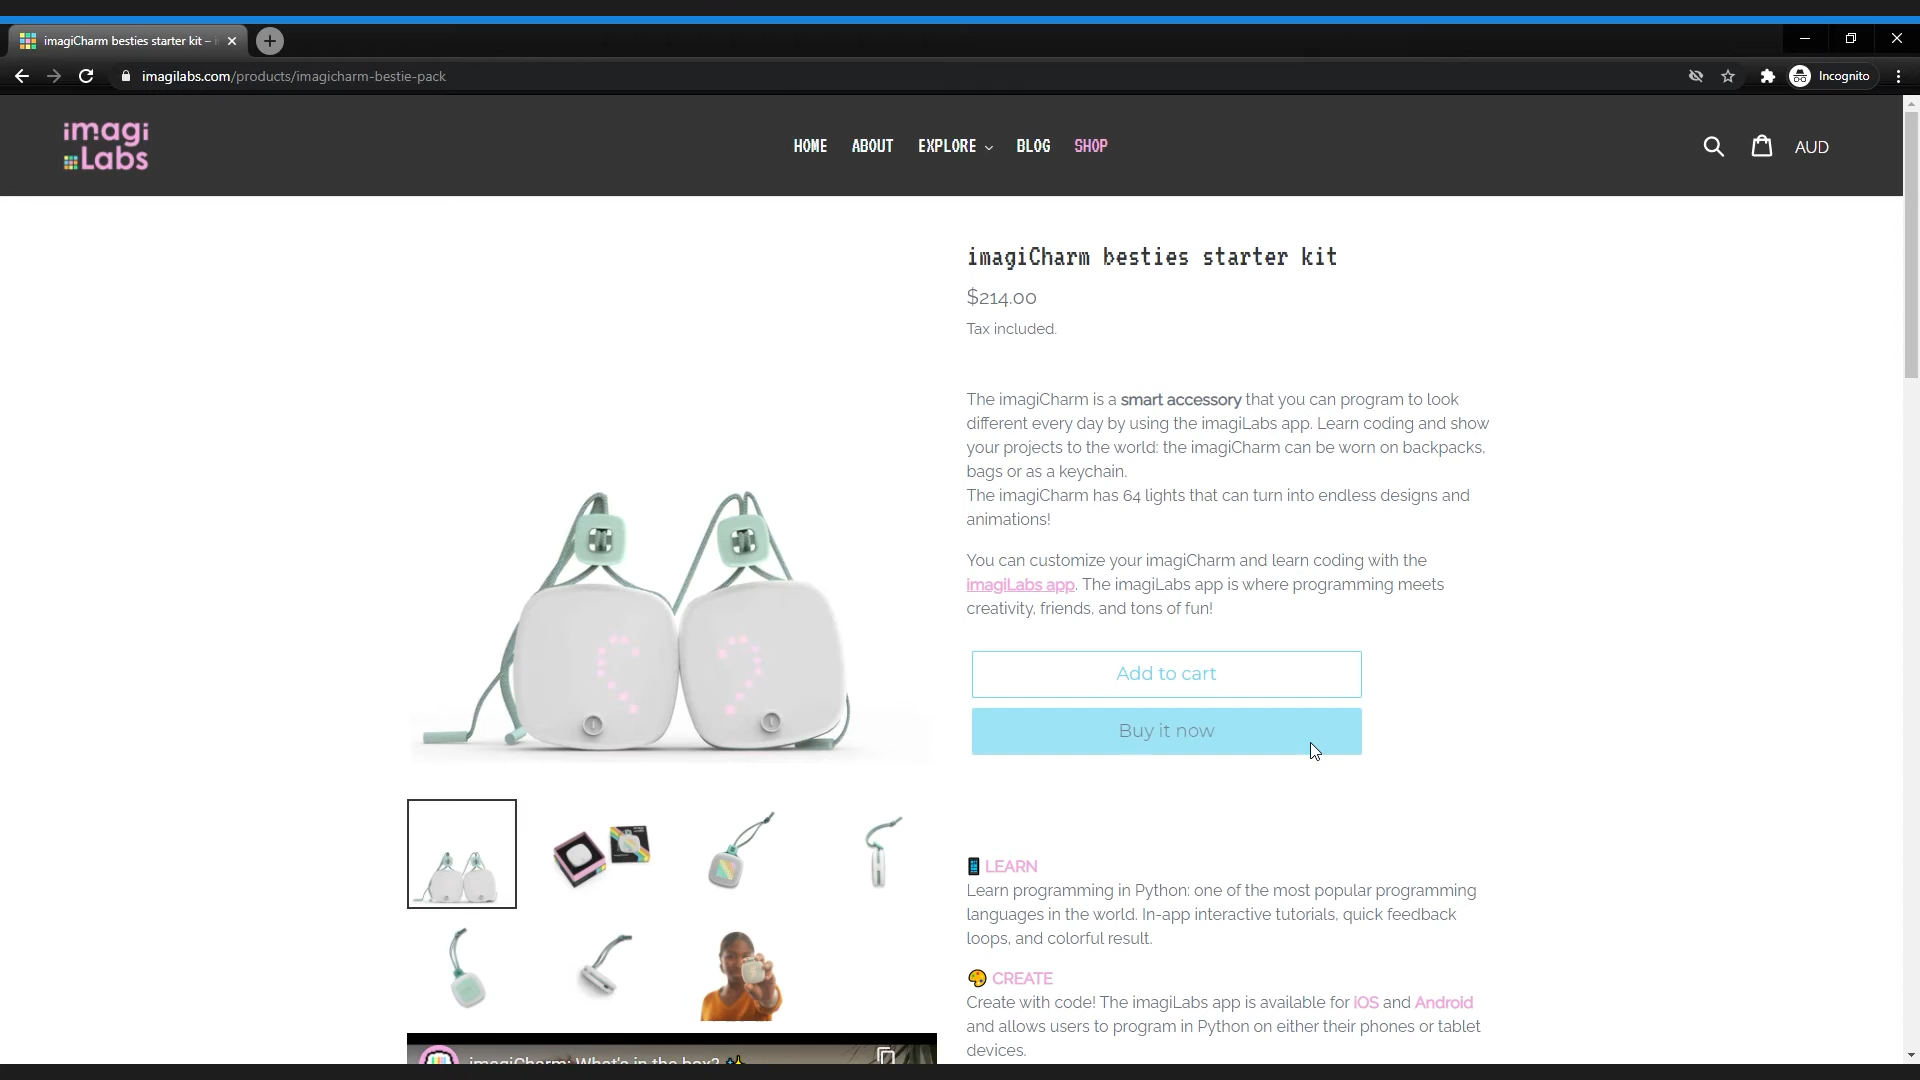 imagiCharm besties starter kit –
imagilabs.com/products/imagicharm-bestie-pack
Incognito
imagi
Labs
HOME ABOUT EXPLORE BLOG SHOP
AUD
imagiCharm besties starter kit
$214.00
Tax included.
The imagiCharm is a smart accessory that you can program to look
different every day by using the imagiLabs app. Learn coding and show
your projects to the world: the imagiCharm can be worn on backpacks,
bags or as a keychain.
The imagiCharm has 64 lights that can turn into endless designs and
animations!
You can customize your imagiCharm and learn coding with the
imagiLabs app. The imagiLabs app is where programming meets
creativity, friends, and tons of fun!
Add to cart
Buy it now
LEARN
Learn programming in Python: one of the most popular programming
languages in the world. In-app interactive tutorials, quick feedback
loops, and colorful result.
CREATE
Create with code! The imagiLabs app is available for iOS and Android
and allows users to program in Python on either their phones or tablet
devices.
imagiCharm: What's in the box?